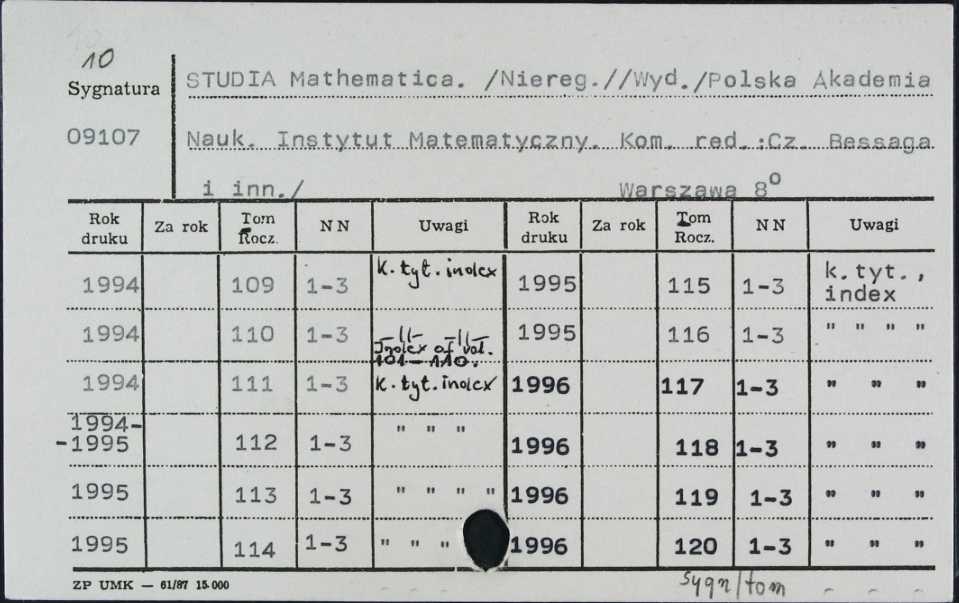 10
Sygnatura STUDIA Mathematica. /Niereg.//Wyd./Polska Akademia
09107 Nauk. Instytut Matematyczny. Kom. red.:Cz. Bessaga
i inn./ Warszawa 8°
Rok druku Za rok Tom Rocz. NN Uwagi Rok druku Za rok Tom Rocz. NN Uwagi
1994 109 1-3 K. tyt. index 1995 115 1-3 k.tyt., index
1994 110 1-3 -//- -//- Index of vol. 101-110. 1995 116 1-3 " " " "
1994 111 1-3 K. tyt. index 1996 117 1-3 " " "
1994--1995 112 1-3 " " " 1996 118 1-3 " " "
1995 113 1-3 " " " " 1996 119 1-3 " " "
1995 114 1-3 " " " 1996 120 1-3 " " "
ZP UMK — 61/87 15.000 sygn/tom